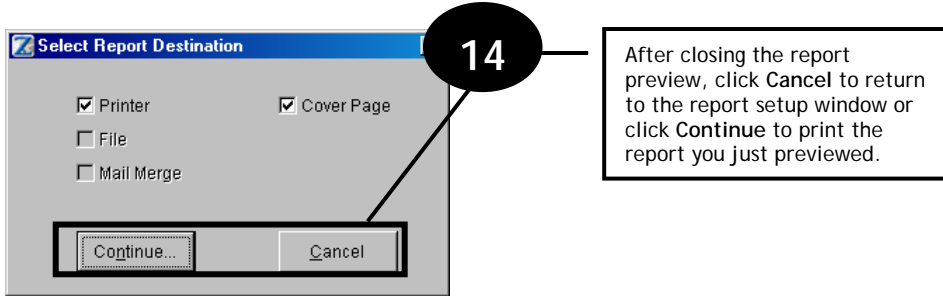 Select Report Destination
14
Printer
Cover Page
File
Mail Merge
Continue...
Cancel
After closing the report
preview, click Cancel to return
to the report setup window or
click Continue to print the
report you just previewed.